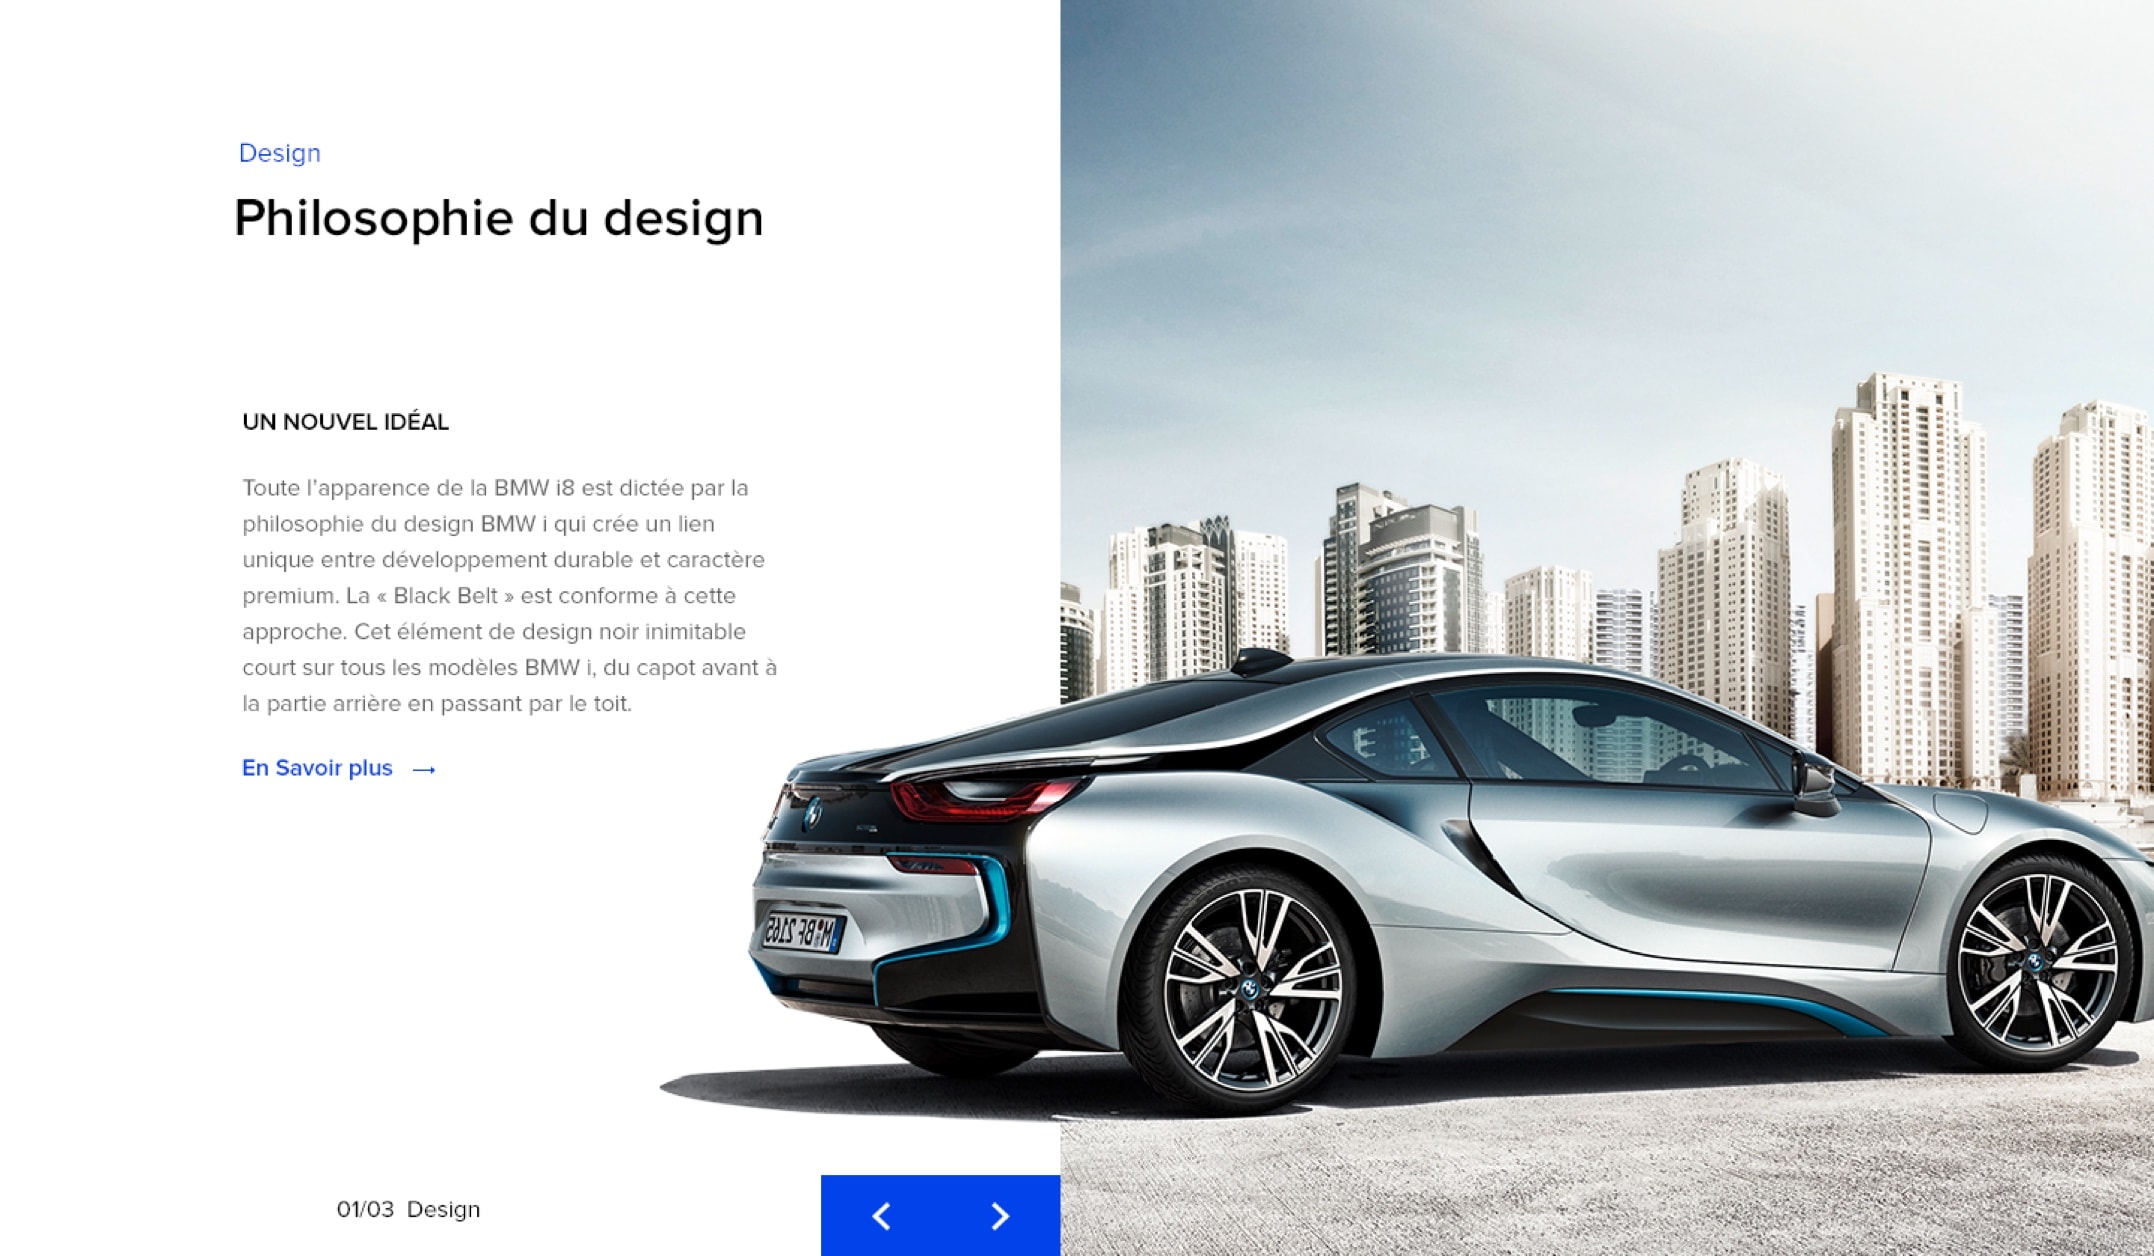 Design
Philosophie du design
UN NOUVEL IDÉAL
Toute l’apparence de la BMW i8 est dictée par la
philosophie du design BMW i qui crée un lien
unique entre développement durable et caractère
premium. La « Black Belt » est conforme à cette
approche. Cet élément de design noir inimitable
court sur tous les modèles BMW i, du capot avant à
la partie arrière en passant par le toit.
En Savoir plus →
M BF 2165
01/03 Design